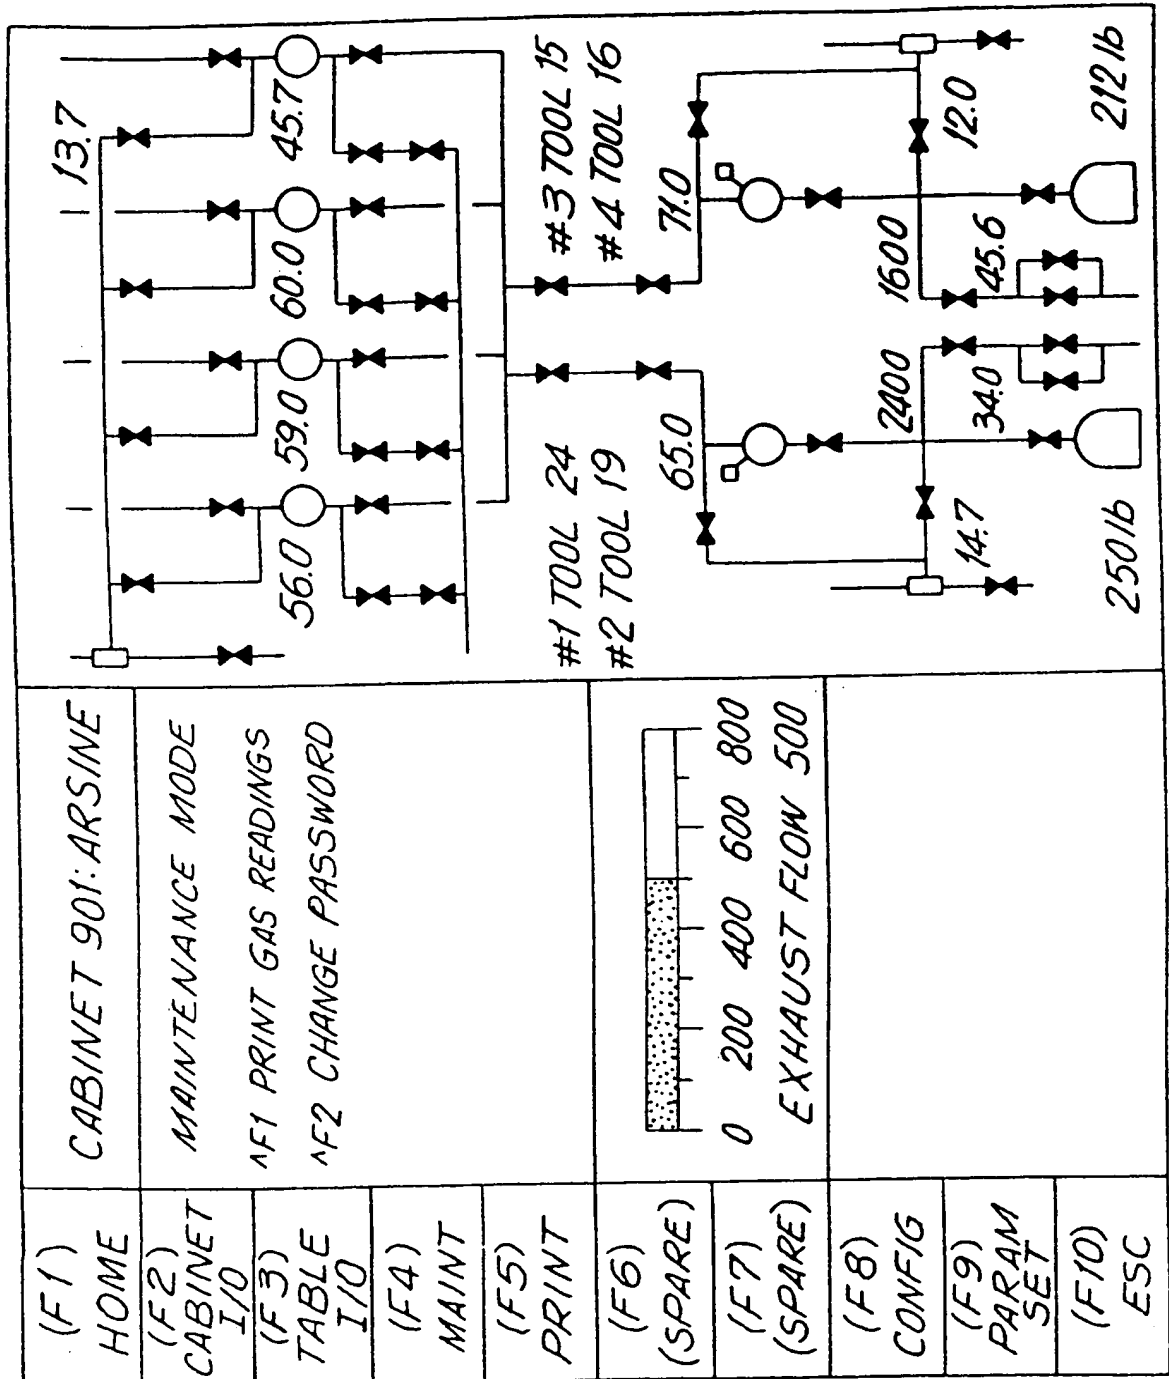 (F1)
HOME
(F2)
CABINET
I/O
(F3)
TABLE
I/O
(F4)
MAINT
(F5)
PRINT
(F6)
(SPARE)
(F7)
(SPARE)
(F8)
CONFIG
(F9)
PARAM
SET
(F10)
ESC
CABINET 901: ARSINE
MAINTENANCE MODE
^F1 PRINT GAS READINGS
^F2 CHANGE PASSWORD
0 200 400 600 800
EXHAUST FLOW 500
13.7
56.0 59.0 60.0 45.7
#1 TOOL 24 #3 TOOL 15
#2 TOOL 19 #4 TOOL 16
65.0 71.0
2400 1600
14.7 34.0 45.6 12.0
250 lb 212 lb